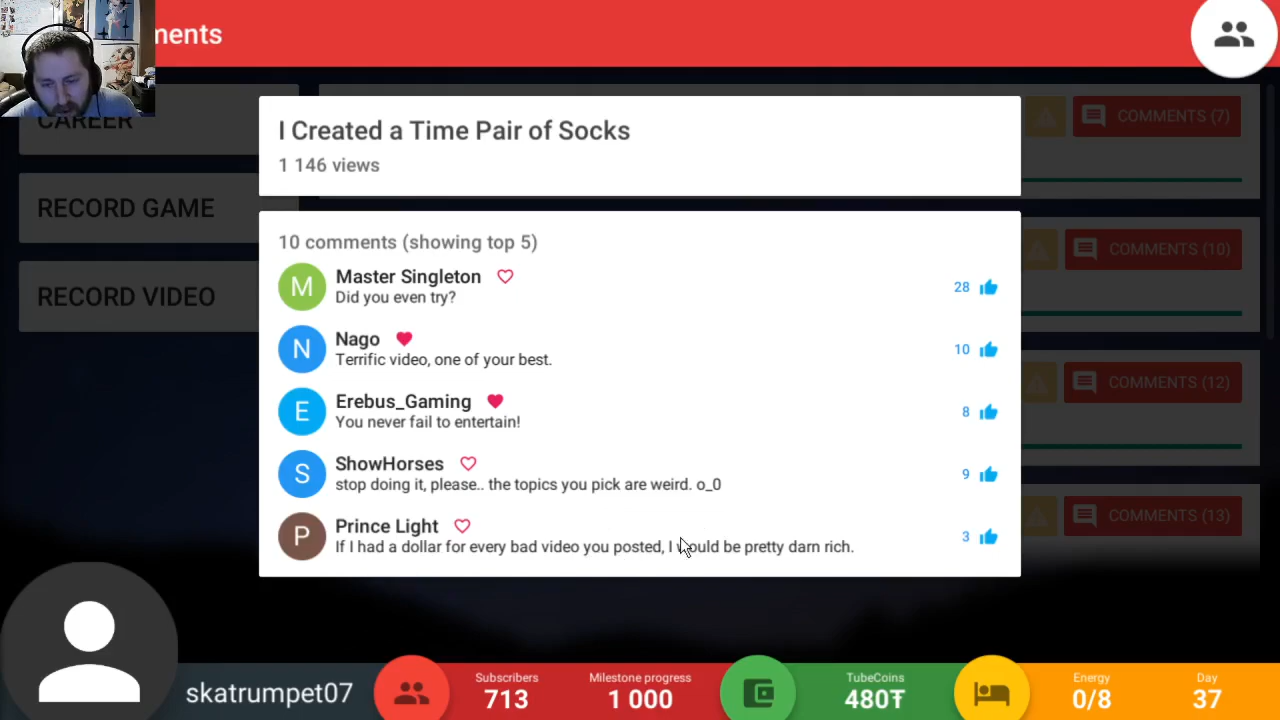 ments
CAREER
RECORD GAME
RECORD VIDEO
COMMENTS (7)
COMMENTS (10)
COMMENTS (12)
COMMENTS (13)
I Created a Time Pair of Socks
1 146 views
10 comments (showing top 5)
M Master Singleton
Did you even try?
28
N Nago
Terrific video, one of your best.
10
E Erebus_Gaming
You never fail to entertain!
8
S ShowHorses
stop doing it, please.. the topics you pick are weird. o_0
9
P Prince Light
If I had a dollar for every bad video you posted, I would be pretty darn rich.
3
skatrumpet07
Subscribers
713
Milestone progress
1 000
TubeCoins
480Ŧ
Energy
0/8
Day
37